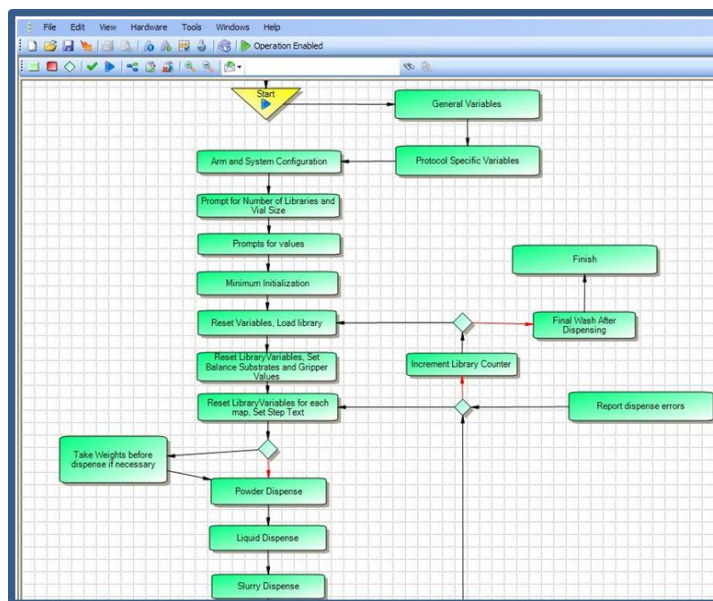 File Edit View Hardware Tools Windows Help
Operation Enabled
Start
General Variables
Arm and System Configuration
Protocol Specific Variables
Prompt for Number of Libraries and
Vial Size
Prompts for values
Finish
Minimum Initialization
Reset Variables, Load library
Final Wash After
Dispensing
Reset LibraryVariables, Set
Balance Substrates and Gripper
Values
Increment Library Counter
Reset LibraryVariables for each
map, Set Step Text
Report dispense errors
Take Weights before
dispense if necessary
Powder Dispense
Liquid Dispense
Slurry Dispense